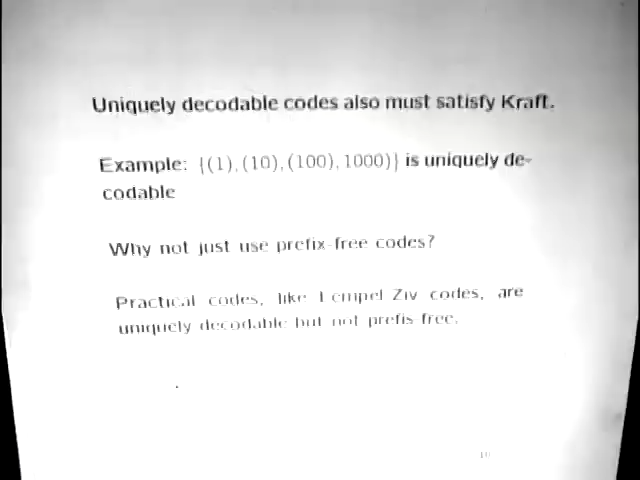 Uniquely decodable codes also must satisfy Kraft.
Example: {(1), (10), (100), 1000)} is uniquely de-
codable
Why not just use prefix-free codes?
Practical codes, like Lempel Ziv codes, are
uniquely decodable but not prefis free.